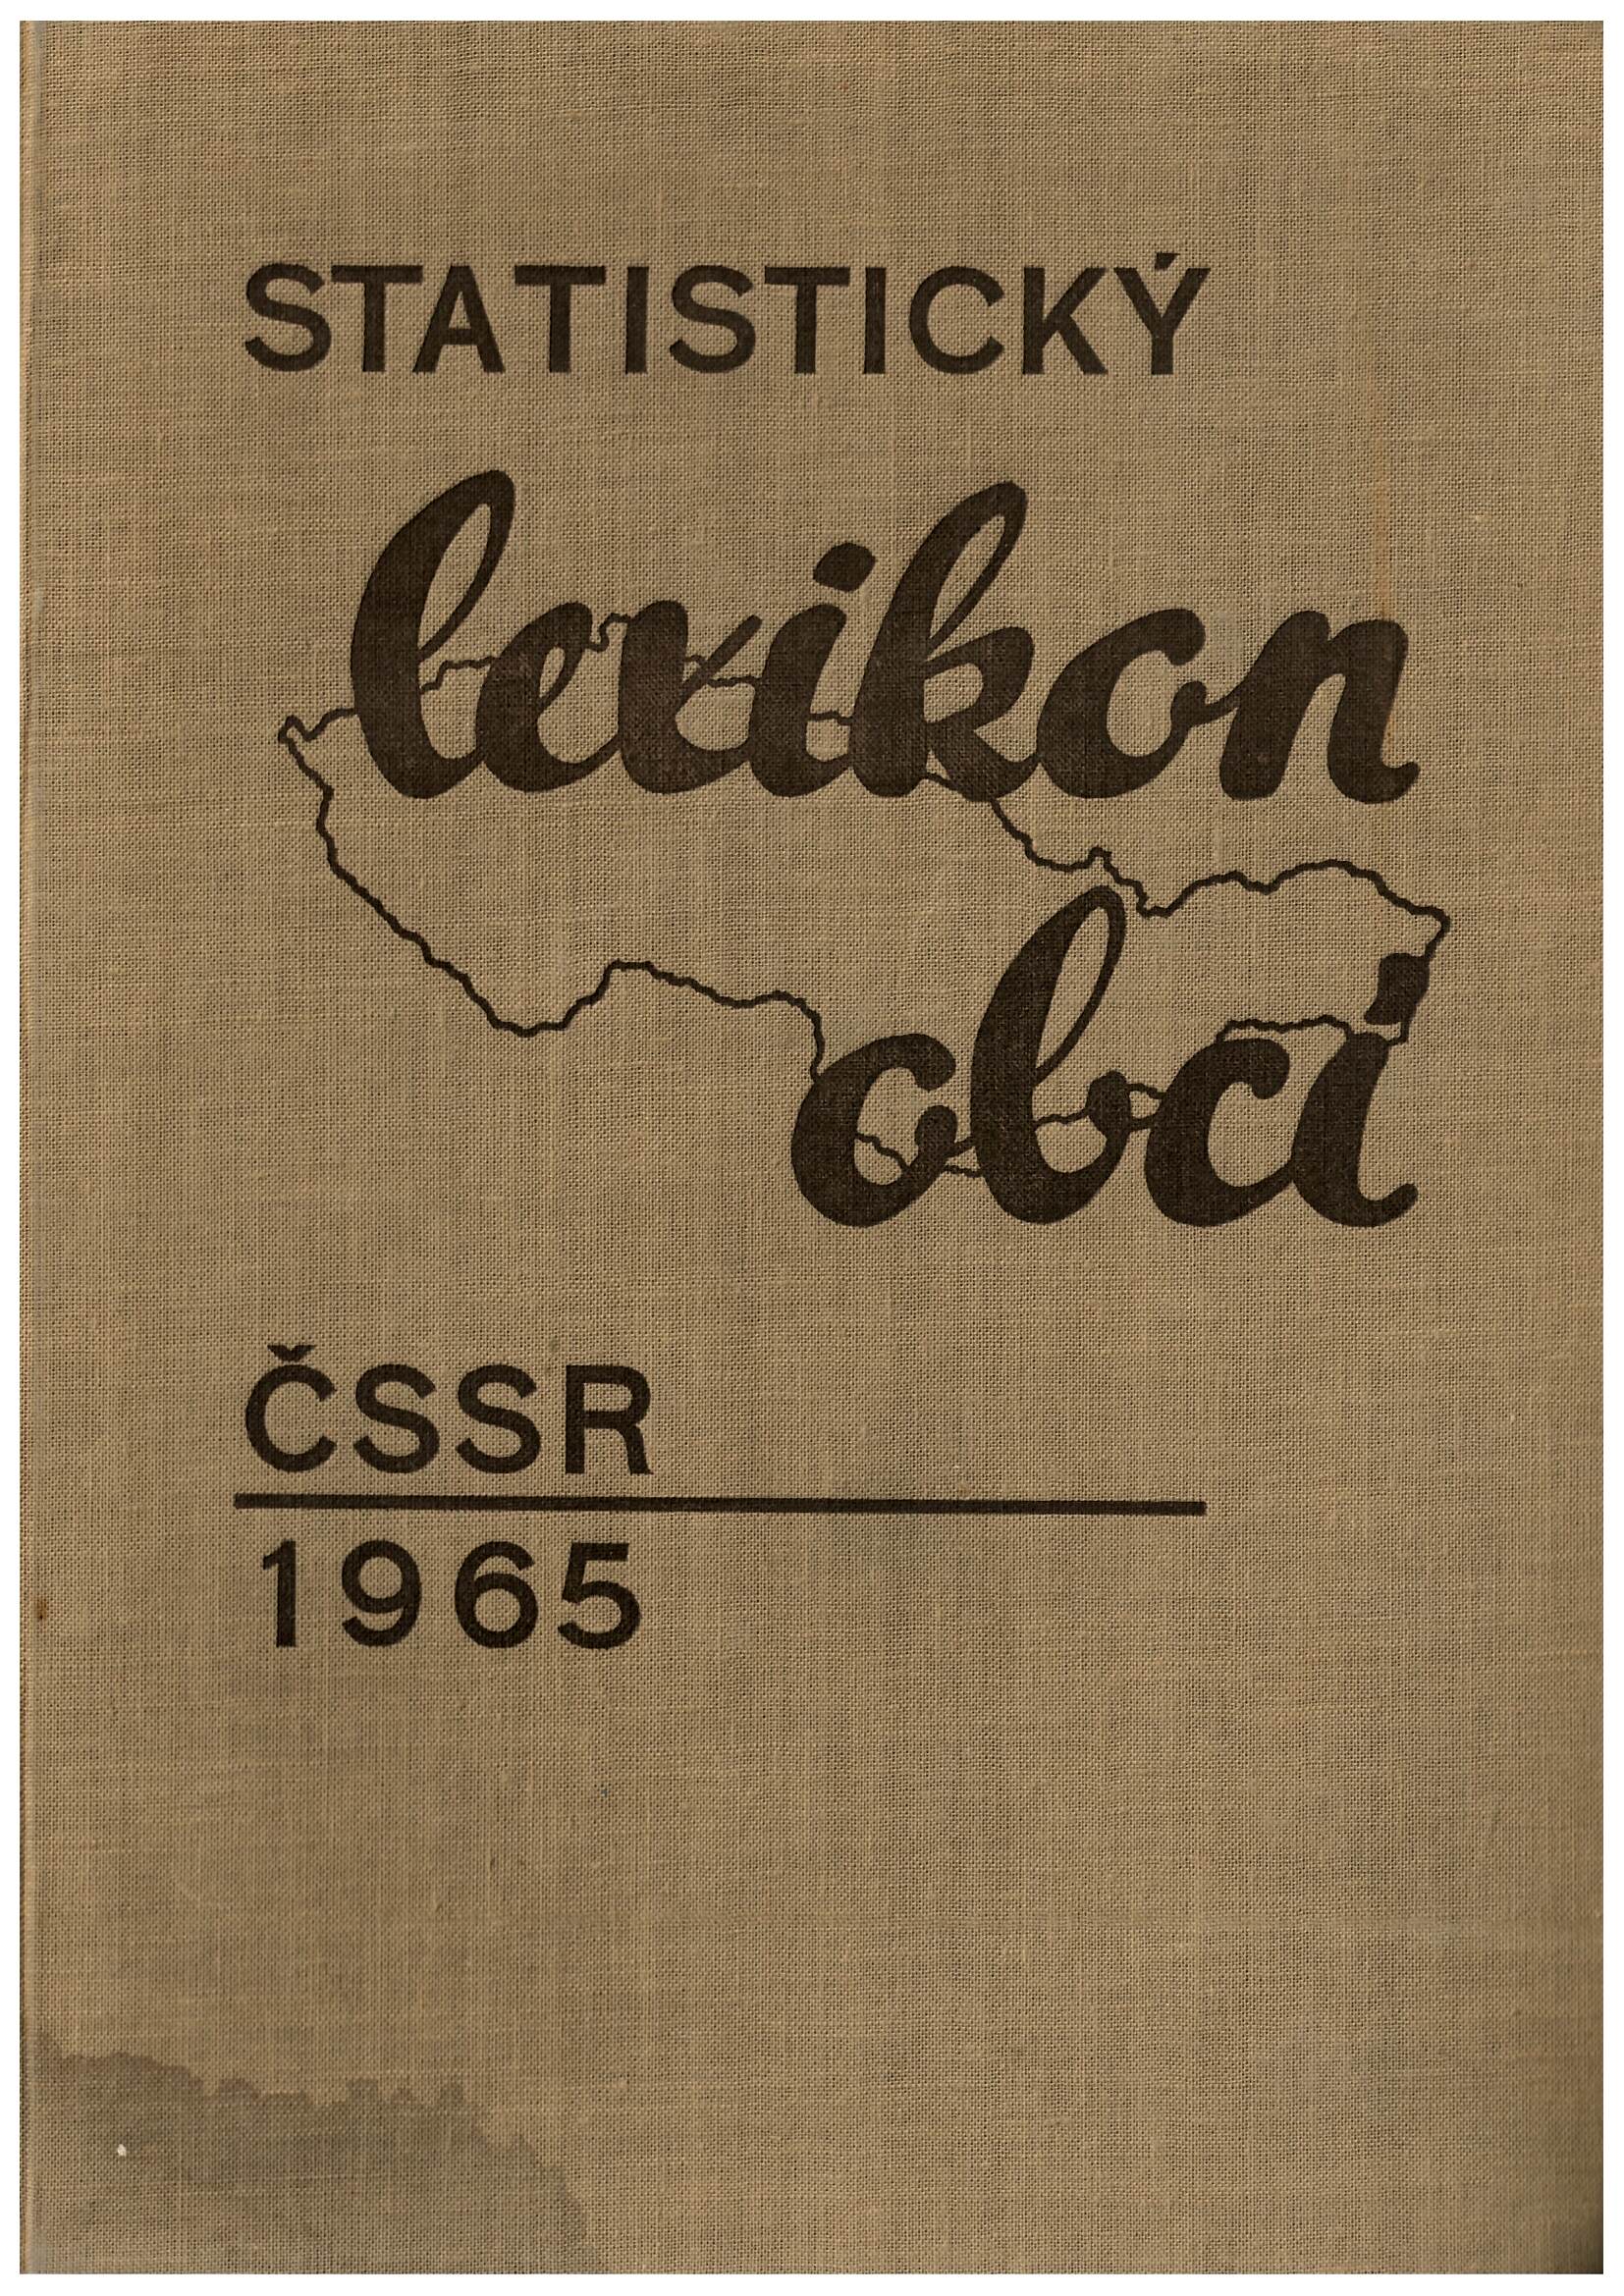 STATISTICKÝ
lexikon
obcí
ČSSR
1965